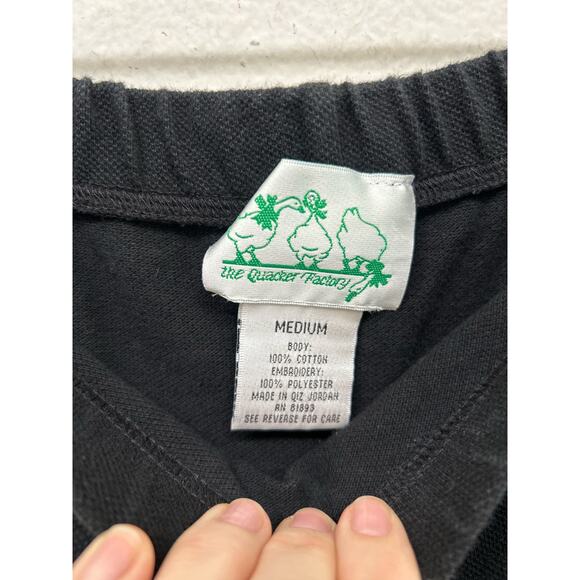 the Quacker Factory
MEDIUM
BODY:
100% COTTON
EMBROIDERY:
100% POLYESTER
MADE IN QIZ JORDAN
RN 81893
SEE REVERSE FOR CARE